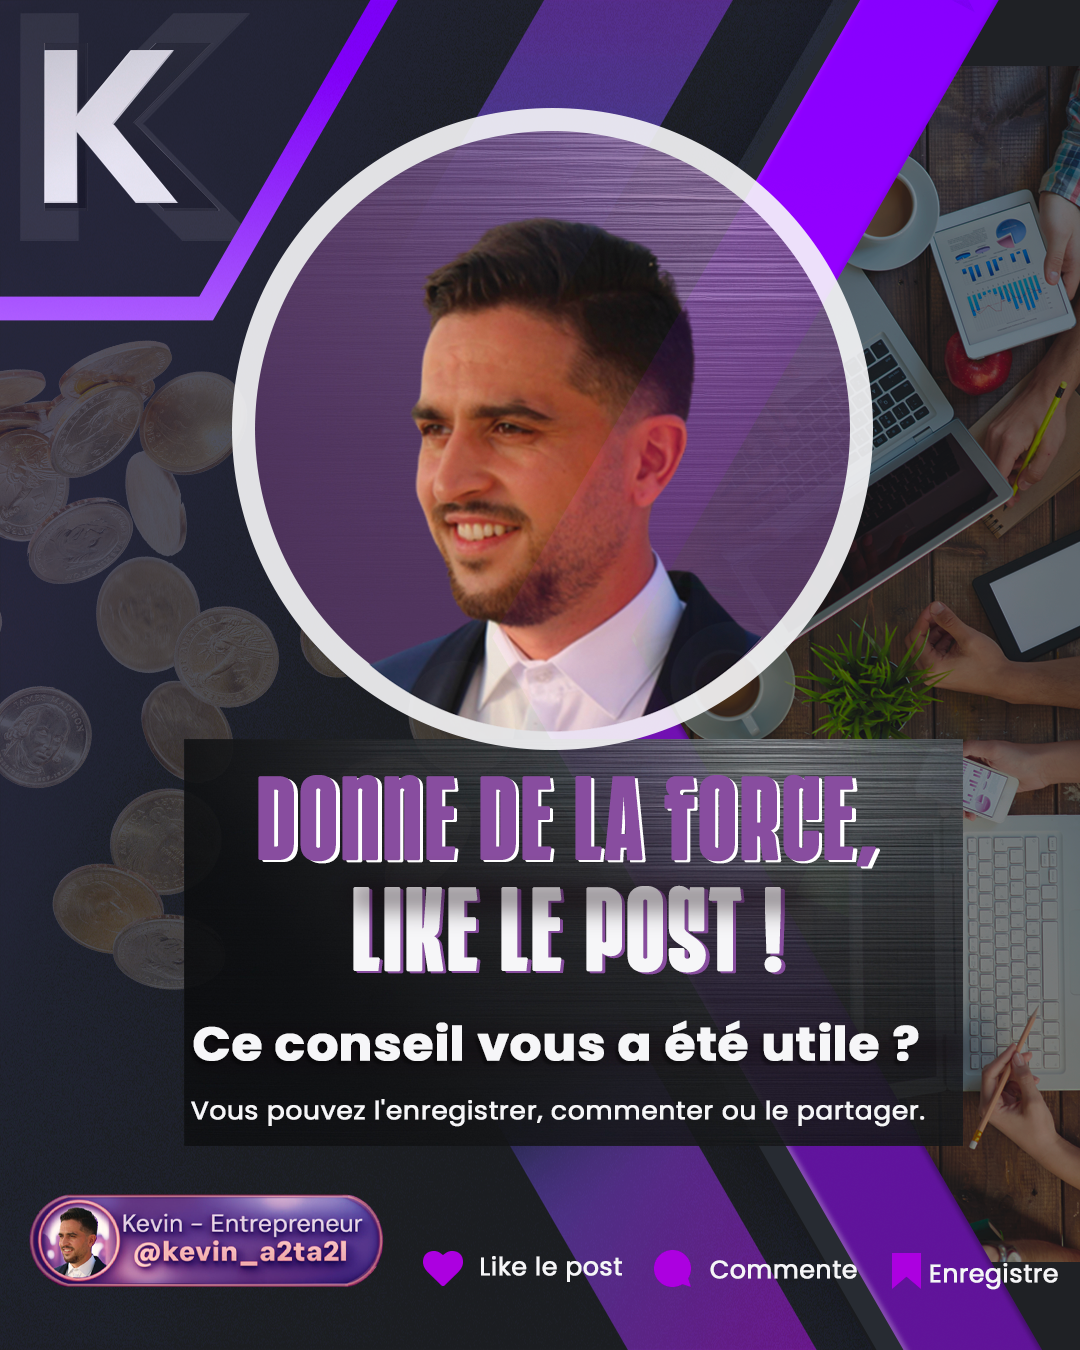 K
DONNE DE LA FORCE,
LIKE LE POST !
Ce conseil vous a été utile ?
Vous pouvez l'enregistrer, commenter ou le partager.
Kevin - Entrepreneur
@kevin_a2ta2l
Like le post
Commente
Enregistre